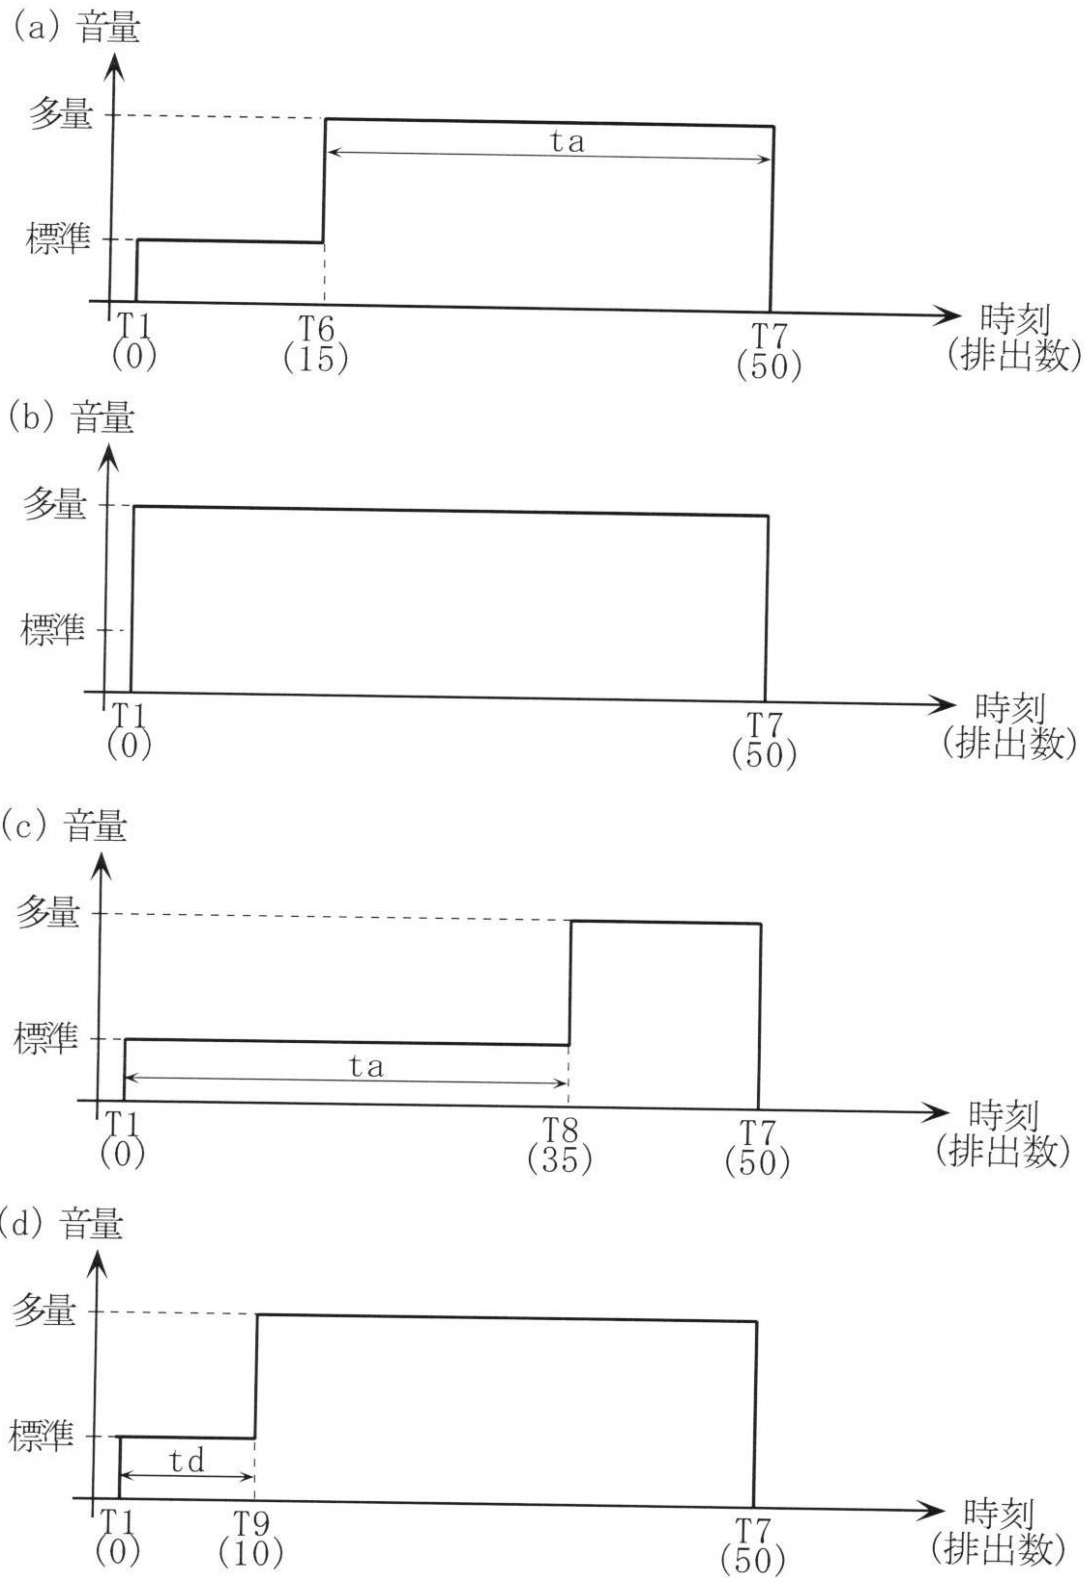 (a) 音量
多量
ta
標準
T1 T6 T7 時刻
(0) (15) (50) (排出数)
(b) 音量
多量
標準
T1 T7 時刻
(0) (50) (排出数)
(c) 音量
多量
標準
ta
T1 T8 T7 時刻
(0) (35) (50) (排出数)
(d) 音量
多量
標準
td
T1 T9 T7 時刻
(0) (10) (50) (排出数)